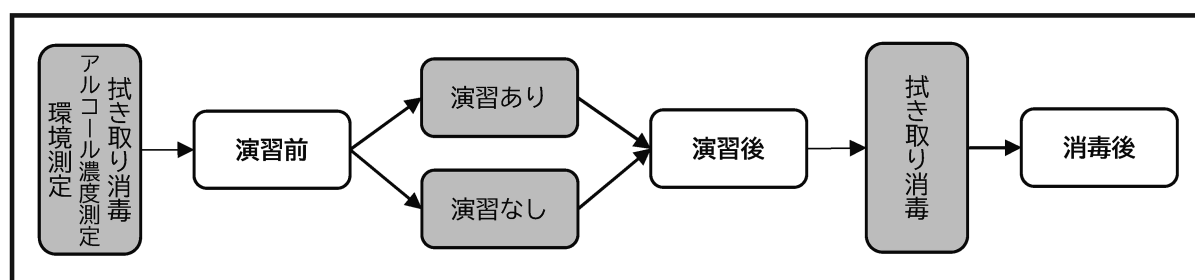 拭き取り消毒
アルコール濃度測定
環境測定
演習前
演習あり
演習なし
演習後
拭き取り消毒
消毒後